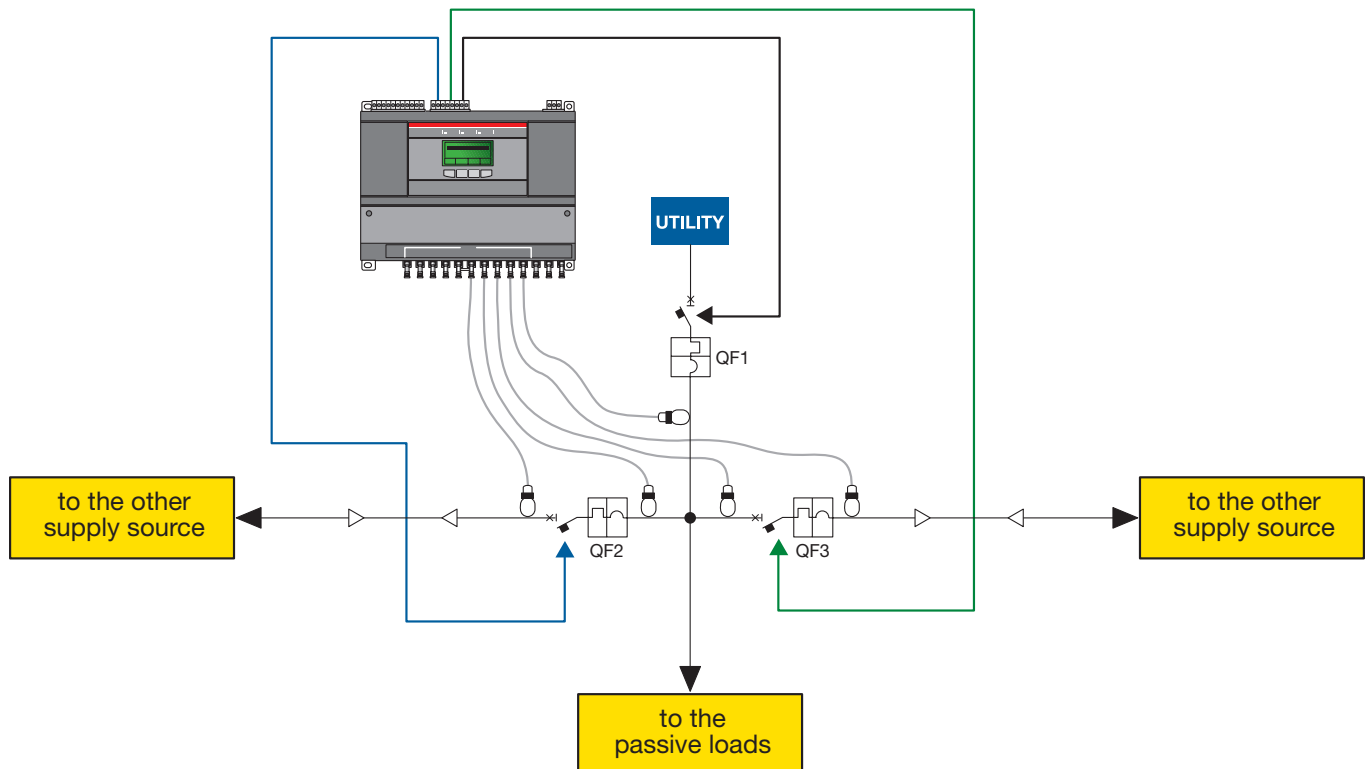 UTILITY
QF1
to the other
supply source
QF2
QF3
to the other
supply source
to the
passive loads